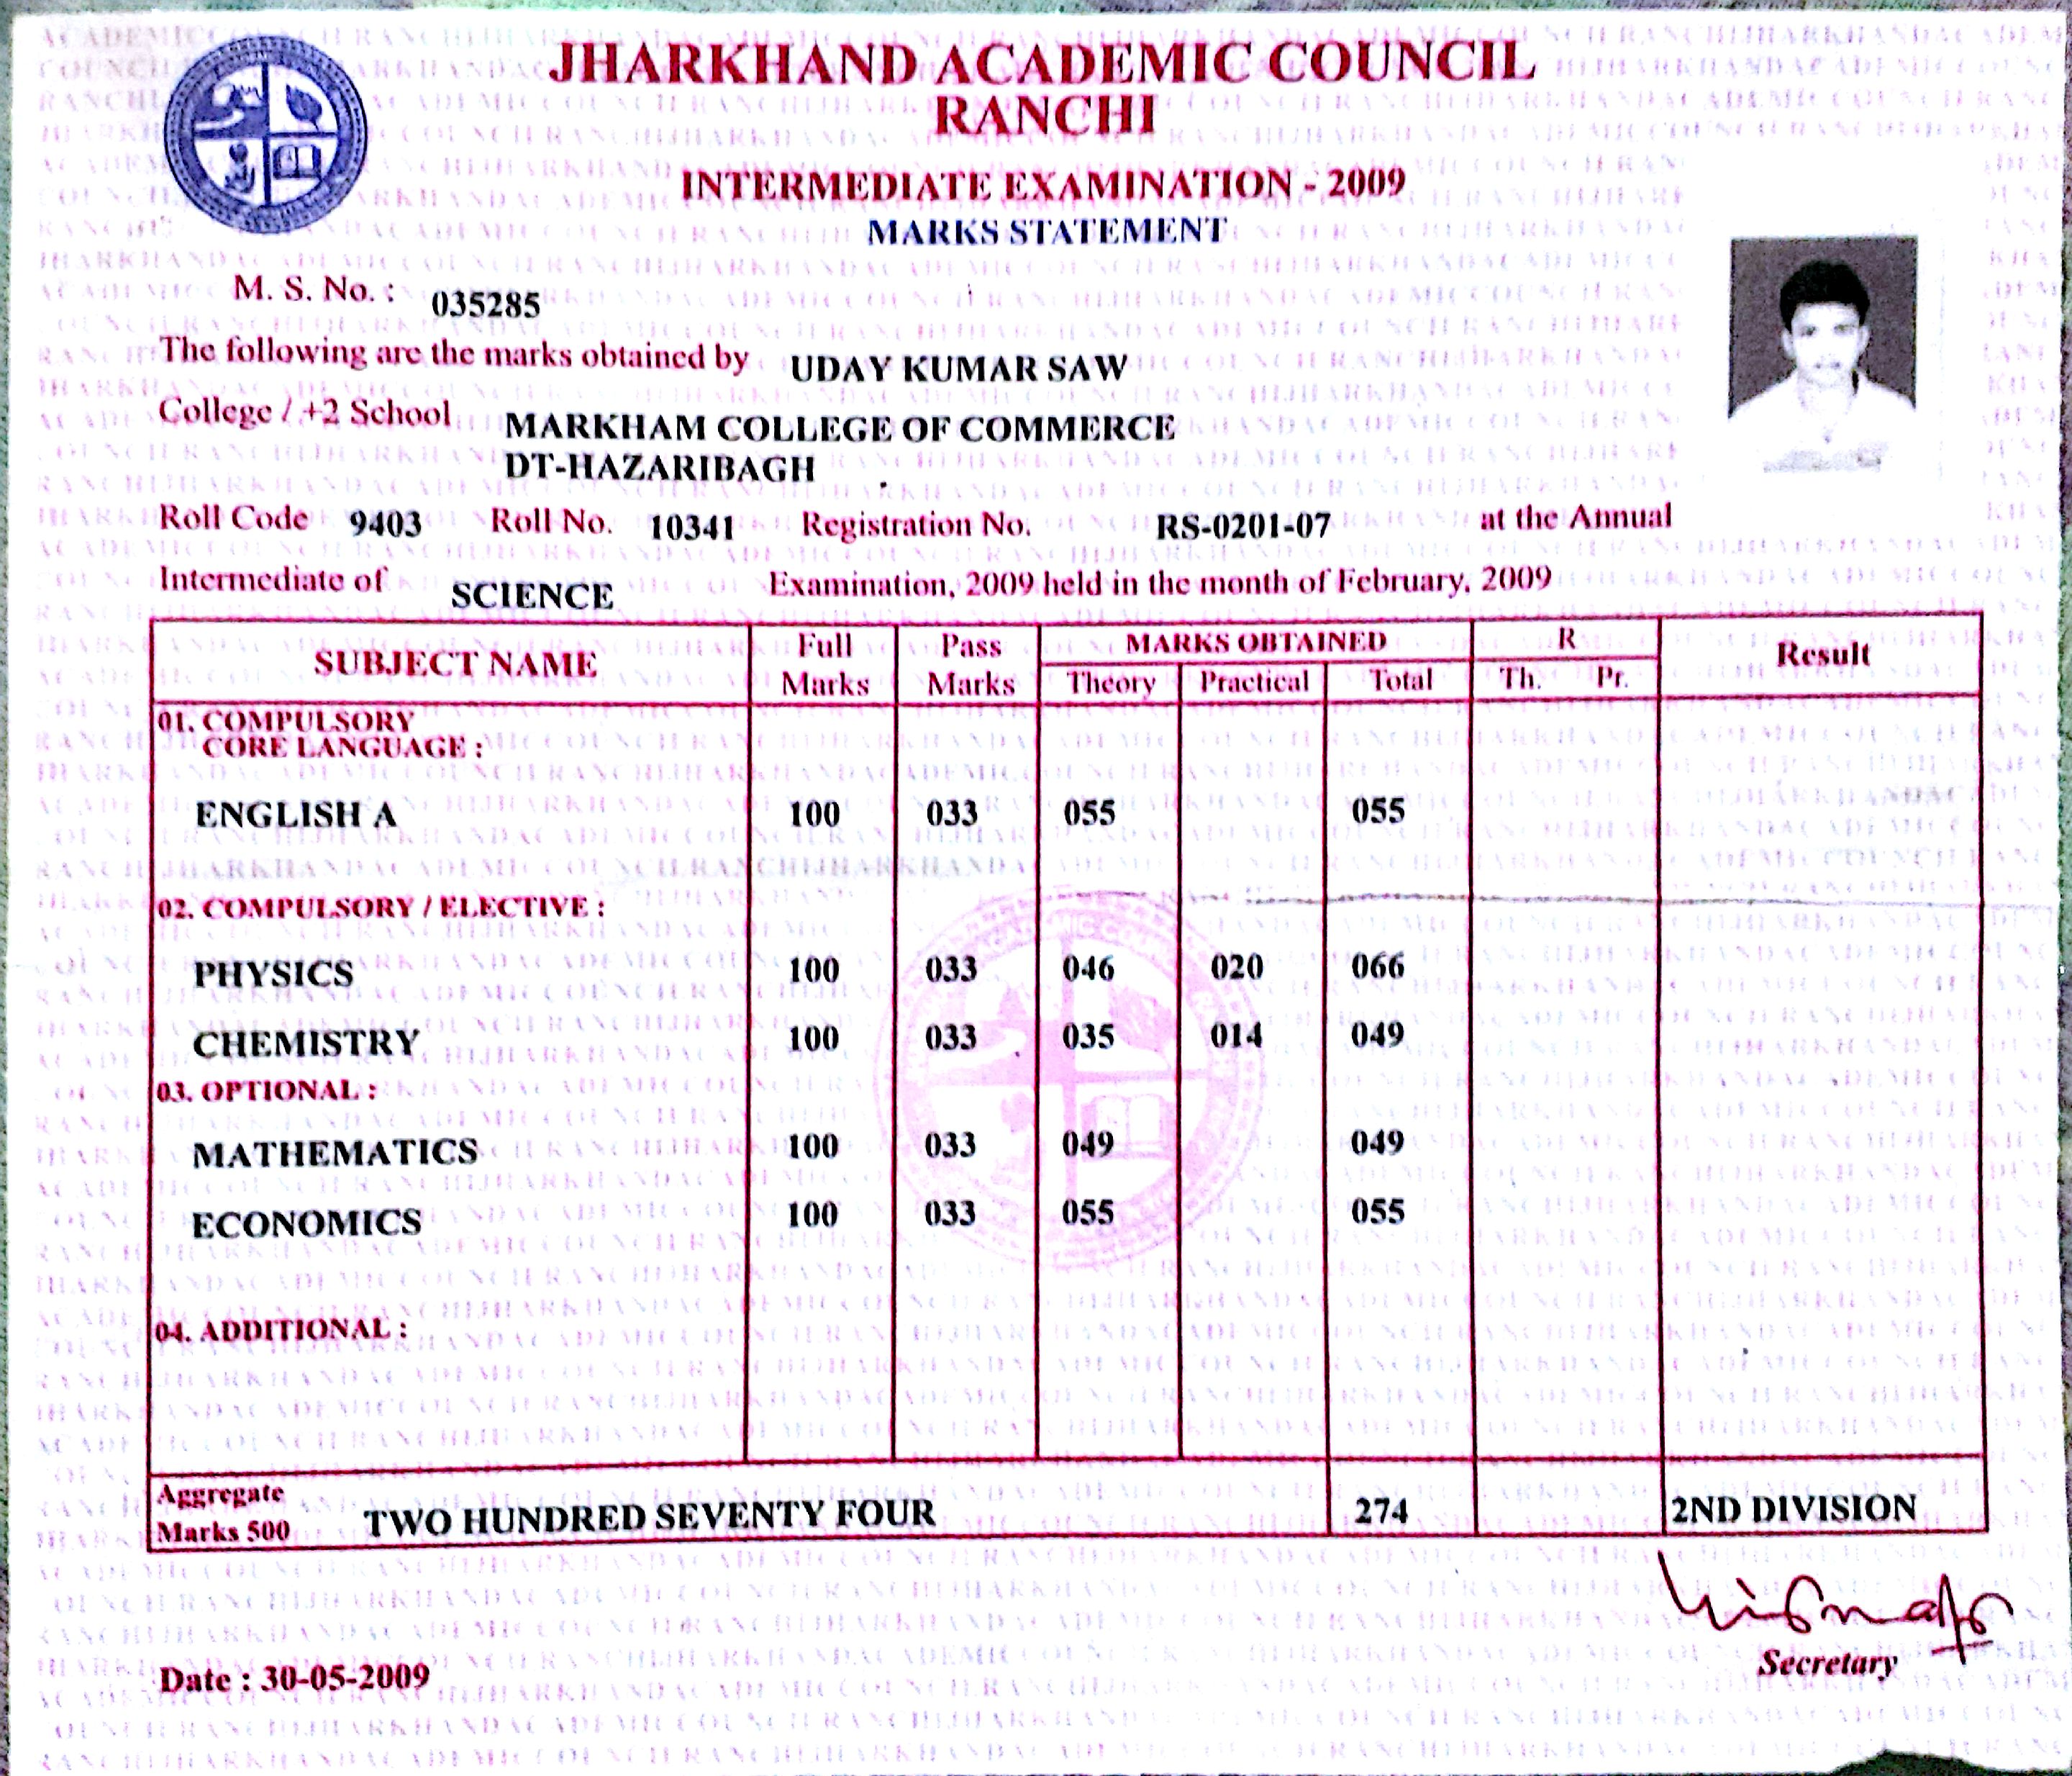 JHARKHAND ACADEMIC COUNCIL
RANCHI
INTERMEDIATE EXAMINATION - 2009
MARKS STATEMENT
M. S. No. : 035285
The following are the marks obtained by UDAY KUMAR SAW
College / +2 School MARKHAM COLLEGE OF COMMERCE
DT-HAZARIBAGH
Roll Code 9403 Roll No. 10341 Registration No. RS-0201-07 at the Annual
Intermediate of SCIENCE Examination, 2009 held in the month of February, 2009
SUBJECT NAME Full Marks Pass Marks MARKS OBTAINED R Result
Theory Practical Total Th. Pr.
01. COMPULSORY
CORE LANGUAGE :
ENGLISH A 100 033 055 055
02. COMPULSORY / ELECTIVE :
PHYSICS 100 033 046 020 066
CHEMISTRY 100 033 035 014 049
03. OPTIONAL :
MATHEMATICS 100 033 049 049
ECONOMICS 100 033 055 055
04. ADDITIONAL :
Aggregate
Marks 500 TWO HUNDRED SEVENTY FOUR 274 2ND DIVISION
Secretary
Date : 30-05-2009